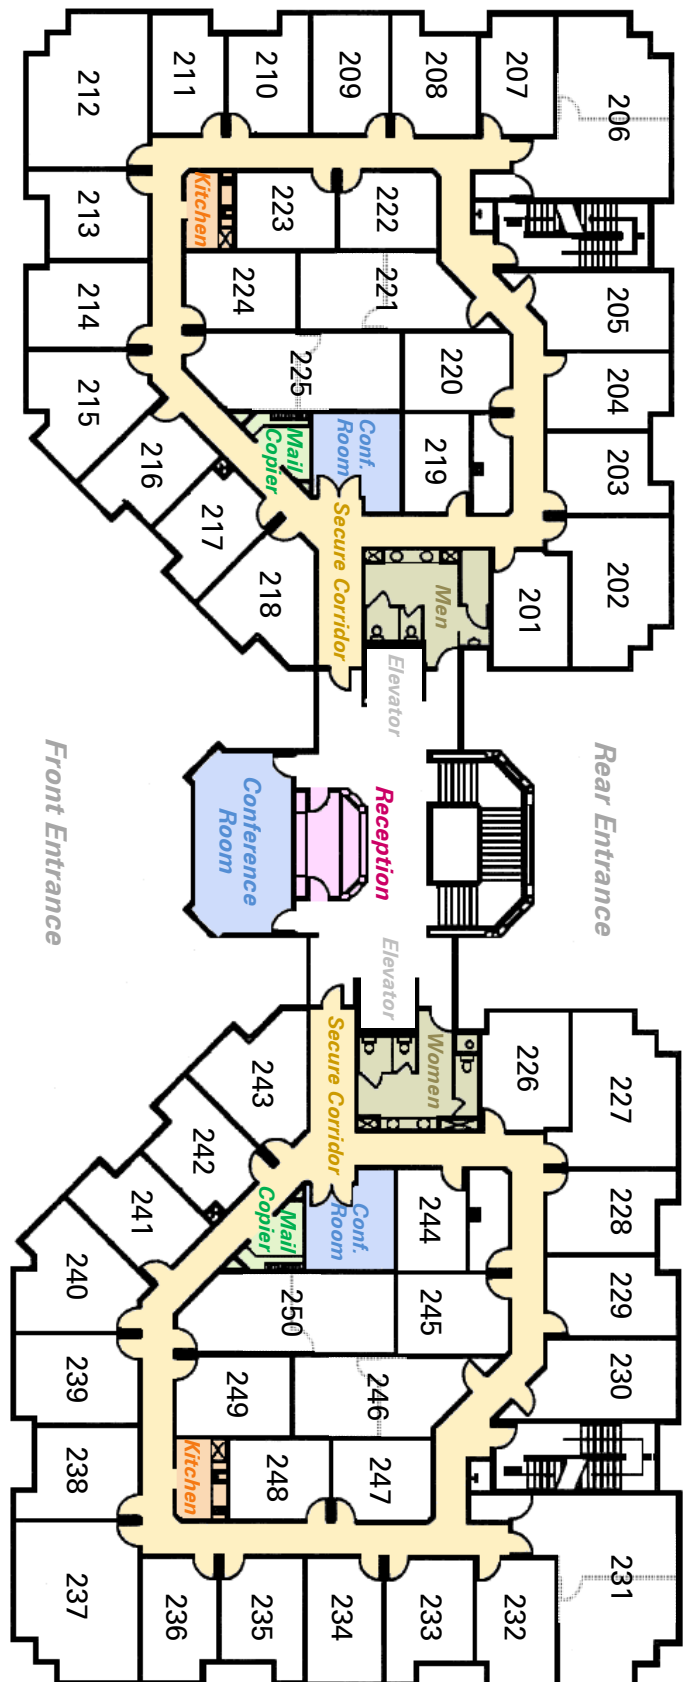 212
211
210
209
208
207
206
213
Kitchen
223
222
214
224
221
205
215
225
220
204
216
Mail
Copier
Conf.
Room
219
203
217
218
Secure Corridor
Men
201
202
Elevator
Front Entrance
Conference
Room
Reception
Rear Entrance
Elevator
243
Secure Corridor
Women
226
227
242
241
Mail
Copier
Conf.
Room
244
228
240
250
245
229
239
249
246
230
238
Kitchen
248
247
237
236
235
234
233
232
231